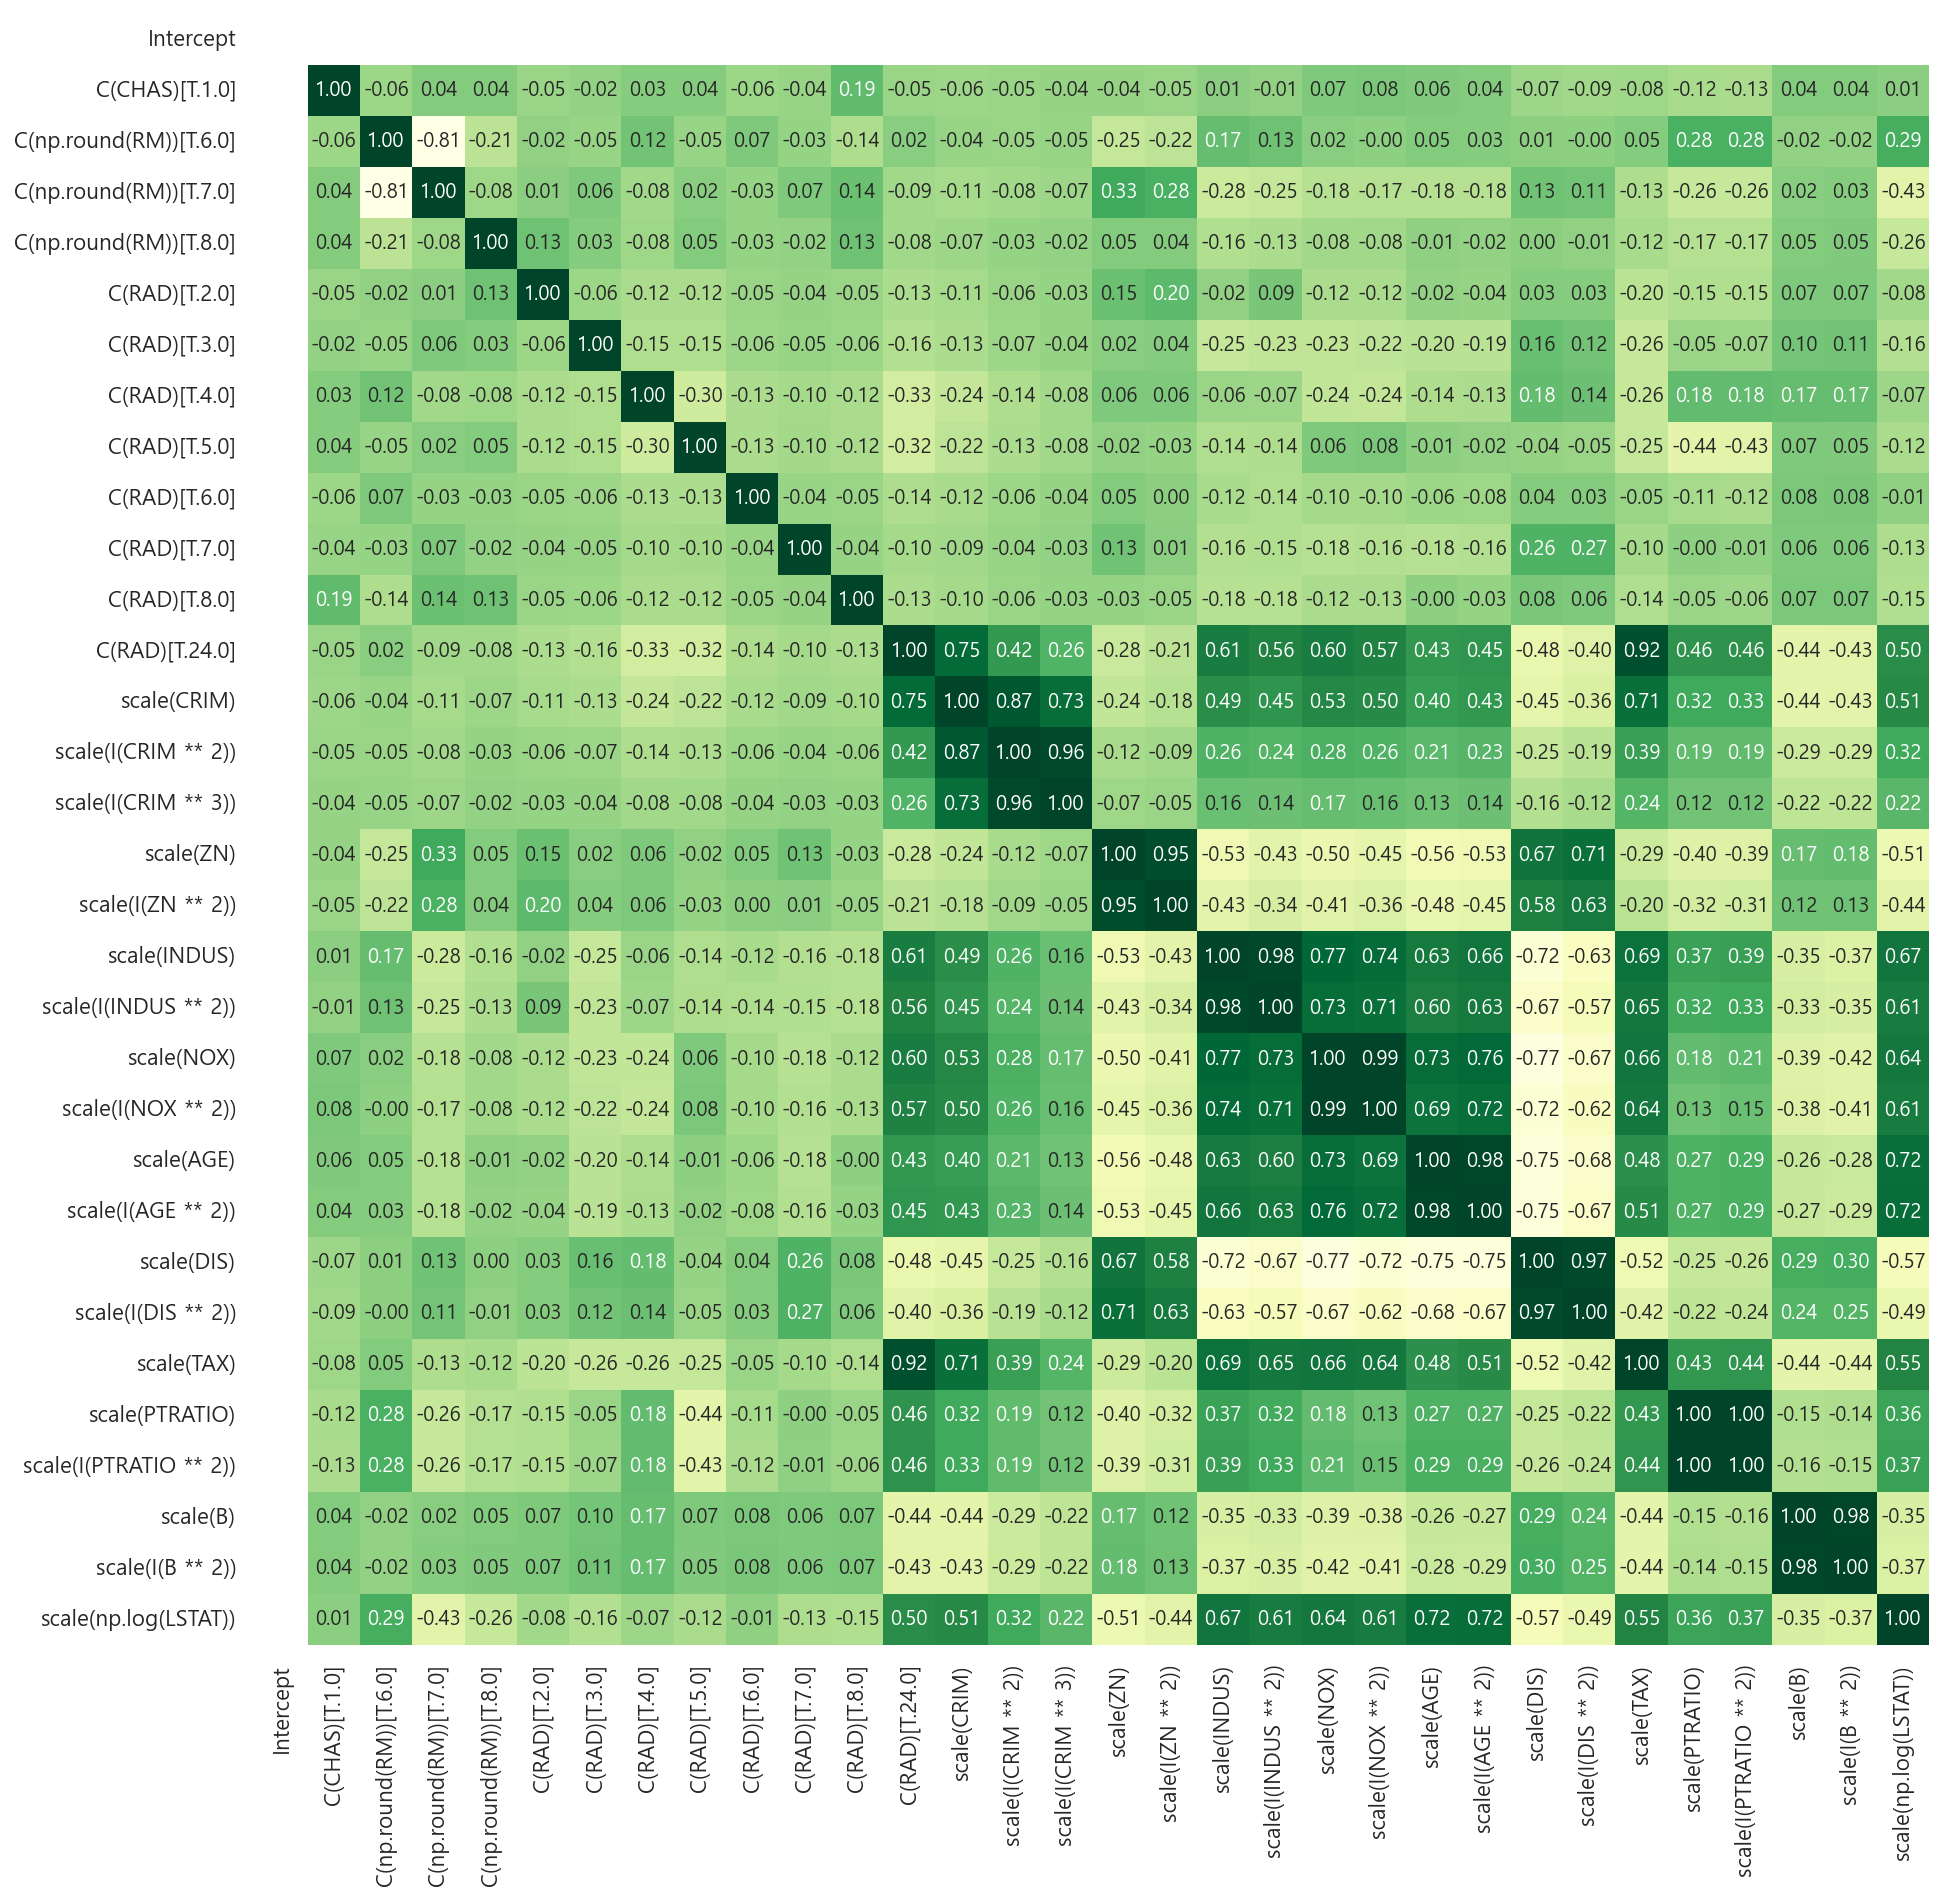 Intercept
C(CHAS)[T.1.0] 1.00 -0.06 0.04 0.04 -0.05 -0.02 0.03 0.04 -0.06 -0.04 0.19 -0.05 -0.06 -0.05 -0.04 -0.04 -0.05 0.01 -0.01 0.07 0.08 0.06 0.04 -0.07 -0.09 -0.08 -0.12 -0.13 0.04 0.04 0.01
C(np.round(RM))[T.6.0] -0.06 1.00 -0.81 -0.21 -0.02 -0.05 0.12 -0.05 0.07 -0.03 -0.14 0.02 -0.04 -0.05 -0.05 -0.25 -0.22 0.17 0.13 0.02 -0.00 0.05 0.03 0.01 -0.00 0.05 0.28 0.28 -0.02 -0.02 0.29
C(np.round(RM))[T.7.0] 0.04 -0.81 1.00 -0.08 0.01 0.06 -0.08 0.02 -0.03 0.07 0.14 -0.09 -0.11 -0.08 -0.07 0.33 0.28 -0.28 -0.25 -0.18 -0.17 -0.18 -0.18 0.13 0.11 -0.13 -0.26 -0.26 0.02 0.03 -0.43
C(np.round(RM))[T.8.0] 0.04 -0.21 -0.08 1.00 0.13 0.03 -0.08 0.05 -0.03 -0.02 0.13 -0.08 -0.07 -0.03 -0.02 0.05 0.04 -0.16 -0.13 -0.08 -0.08 -0.01 -0.02 0.00 -0.01 -0.12 -0.17 -0.17 0.05 0.05 -0.26
C(RAD)[T.2.0] -0.05 -0.02 0.01 0.13 1.00 -0.06 -0.12 -0.12 -0.05 -0.04 -0.05 -0.13 -0.11 -0.06 -0.03 0.15 0.20 -0.02 0.09 -0.12 -0.12 -0.02 -0.04 0.03 0.03 -0.20 -0.15 -0.15 0.07 0.07 -0.08
C(RAD)[T.3.0] -0.02 -0.05 0.06 0.03 -0.06 1.00 -0.15 -0.15 -0.06 -0.05 -0.06 -0.16 -0.13 -0.07 -0.04 0.02 0.04 -0.25 -0.23 -0.23 -0.22 -0.20 -0.19 0.16 0.12 -0.26 -0.05 -0.07 0.10 0.11 -0.16
C(RAD)[T.4.0] 0.03 0.12 -0.08 -0.08 -0.12 -0.15 1.00 -0.30 -0.13 -0.10 -0.12 -0.33 -0.24 -0.14 -0.08 0.06 0.06 -0.06 -0.07 -0.24 -0.24 -0.14 -0.13 0.18 0.14 -0.26 0.18 0.18 0.17 0.17 -0.07
C(RAD)[T.5.0] 0.04 -0.05 0.02 0.05 -0.12 -0.15 -0.30 1.00 -0.13 -0.10 -0.12 -0.32 -0.22 -0.13 -0.08 -0.02 -0.03 -0.14 -0.14 0.06 0.08 -0.01 -0.02 -0.04 -0.05 -0.25 -0.44 -0.43 0.07 0.05 -0.12
C(RAD)[T.6.0] -0.06 0.07 -0.03 -0.03 -0.05 -0.06 -0.13 -0.13 1.00 -0.04 -0.05 -0.14 -0.12 -0.06 -0.04 0.05 0.00 -0.12 -0.14 -0.10 -0.10 -0.06 -0.08 0.04 0.03 -0.05 -0.11 -0.12 0.08 0.08 -0.01
C(RAD)[T.7.0] -0.04 -0.03 0.07 -0.02 -0.04 -0.05 -0.10 -0.10 -0.04 1.00 -0.04 -0.10 -0.09 -0.04 -0.03 0.13 0.01 -0.16 -0.15 -0.18 -0.16 -0.18 -0.16 0.26 0.27 -0.10 -0.00 -0.01 0.06 0.06 -0.13
C(RAD)[T.8.0] 0.19 -0.14 0.14 0.13 -0.05 -0.06 -0.12 -0.12 -0.05 -0.04 1.00 -0.13 -0.10 -0.06 -0.03 -0.03 -0.05 -0.18 -0.18 -0.12 -0.13 -0.00 -0.03 0.08 0.06 -0.14 -0.05 -0.06 0.07 0.07 -0.15
C(RAD)[T.24.0] -0.05 0.02 -0.09 -0.08 -0.13 -0.16 -0.33 -0.32 -0.14 -0.10 -0.13 1.00 0.75 0.42 0.26 -0.28 -0.21 0.61 0.56 0.60 0.57 0.43 0.45 -0.48 -0.40 0.92 0.46 0.46 -0.44 -0.43 0.50
scale(CRIM) -0.06 -0.04 -0.11 -0.07 -0.11 -0.13 -0.24 -0.22 -0.12 -0.09 -0.10 0.75 1.00 0.87 0.73 -0.24 -0.18 0.49 0.45 0.53 0.50 0.40 0.43 -0.45 -0.36 0.71 0.32 0.33 -0.44 -0.43 0.51
scale(I(CRIM ** 2)) -0.05 -0.05 -0.08 -0.03 -0.06 -0.07 -0.14 -0.13 -0.06 -0.04 -0.06 0.42 0.87 1.00 0.96 -0.12 -0.09 0.26 0.24 0.28 0.26 0.21 0.23 -0.25 -0.19 0.39 0.19 0.19 -0.29 -0.29 0.32
scale(I(CRIM ** 3)) -0.04 -0.05 -0.07 -0.02 -0.03 -0.04 -0.08 -0.08 -0.04 -0.03 -0.03 0.26 0.73 0.96 1.00 -0.07 -0.05 0.16 0.14 0.17 0.16 0.13 0.14 -0.16 -0.12 0.24 0.12 0.12 -0.22 -0.22 0.22
scale(ZN) -0.04 -0.25 0.33 0.05 0.15 0.02 0.06 -0.02 0.05 0.13 -0.03 -0.28 -0.24 -0.12 -0.07 1.00 0.95 -0.53 -0.43 -0.50 -0.45 -0.56 -0.53 0.67 0.71 -0.29 -0.40 -0.39 0.17 0.18 -0.51
scale(I(ZN ** 2)) -0.05 -0.22 0.28 0.04 0.20 0.04 0.06 -0.03 0.00 0.01 -0.05 -0.21 -0.18 -0.09 -0.05 0.95 1.00 -0.43 -0.34 -0.41 -0.36 -0.48 -0.45 0.58 0.63 -0.20 -0.32 -0.31 0.12 0.13 -0.44
scale(INDUS) 0.01 0.17 -0.28 -0.16 -0.02 -0.25 -0.06 -0.14 -0.12 -0.16 -0.18 0.61 0.49 0.26 0.16 -0.53 -0.43 1.00 0.98 0.77 0.74 0.63 0.66 -0.72 -0.63 0.69 0.37 0.39 -0.35 -0.37 0.67
scale(I(INDUS ** 2)) -0.01 0.13 -0.25 -0.13 0.09 -0.23 -0.07 -0.14 -0.14 -0.15 -0.18 0.56 0.45 0.24 0.14 -0.43 -0.34 0.98 1.00 0.73 0.71 0.60 0.63 -0.67 -0.57 0.65 0.32 0.33 -0.33 -0.35 0.61
scale(NOX) 0.07 0.02 -0.18 -0.08 -0.12 -0.23 -0.24 0.06 -0.10 -0.18 -0.12 0.60 0.53 0.28 0.17 -0.50 -0.41 0.77 0.73 1.00 0.99 0.73 0.76 -0.77 -0.67 0.66 0.18 0.21 -0.39 -0.42 0.64
scale(I(NOX ** 2)) 0.08 -0.00 -0.17 -0.08 -0.12 -0.22 -0.24 0.08 -0.10 -0.16 -0.13 0.57 0.50 0.26 0.16 -0.45 -0.36 0.74 0.71 0.99 1.00 0.69 0.72 -0.72 -0.62 0.64 0.13 0.15 -0.38 -0.41 0.61
scale(AGE) 0.06 0.05 -0.18 -0.01 -0.02 -0.20 -0.14 -0.01 -0.06 -0.18 -0.00 0.43 0.40 0.21 0.13 -0.56 -0.48 0.63 0.60 0.73 0.69 1.00 0.98 -0.75 -0.68 0.48 0.27 0.29 -0.26 -0.28 0.72
scale(I(AGE ** 2)) 0.04 0.03 -0.18 -0.02 -0.04 -0.19 -0.13 -0.02 -0.08 -0.16 -0.03 0.45 0.43 0.23 0.14 -0.53 -0.45 0.66 0.63 0.76 0.72 0.98 1.00 -0.75 -0.67 0.51 0.27 0.29 -0.27 -0.29 0.72
scale(DIS) -0.07 0.01 0.13 0.00 0.03 0.16 0.18 -0.04 0.04 0.26 0.08 -0.48 -0.45 -0.25 -0.16 0.67 0.58 -0.72 -0.67 -0.77 -0.72 -0.75 -0.75 1.00 0.97 -0.52 -0.25 -0.26 0.29 0.30 -0.57
scale(I(DIS ** 2)) -0.09 -0.00 0.11 -0.01 0.03 0.12 0.14 -0.05 0.03 0.27 0.06 -0.40 -0.36 -0.19 -0.12 0.71 0.63 -0.63 -0.57 -0.67 -0.62 -0.68 -0.67 0.97 1.00 -0.42 -0.22 -0.24 0.24 0.25 -0.49
scale(TAX) -0.08 0.05 -0.13 -0.12 -0.20 -0.26 -0.26 -0.25 -0.05 -0.10 -0.14 0.92 0.71 0.39 0.24 -0.29 -0.20 0.69 0.65 0.66 0.64 0.48 0.51 -0.52 -0.42 1.00 0.43 0.44 -0.44 -0.44 0.55
scale(PTRATIO) -0.12 0.28 -0.26 -0.17 -0.15 -0.05 0.18 -0.44 -0.11 -0.00 -0.05 0.46 0.32 0.19 0.12 -0.40 -0.32 0.37 0.32 0.18 0.13 0.27 0.27 -0.25 -0.22 0.43 1.00 1.00 -0.15 -0.14 0.36
scale(I(PTRATIO ** 2)) -0.13 0.28 -0.26 -0.17 -0.15 -0.07 0.18 -0.43 -0.12 -0.01 -0.06 0.46 0.33 0.19 0.12 -0.39 -0.31 0.39 0.33 0.21 0.15 0.29 0.29 -0.26 -0.24 0.44 1.00 1.00 -0.16 -0.15 0.37
scale(B) 0.04 -0.02 0.02 0.05 0.07 0.10 0.17 0.07 0.08 0.06 0.07 -0.44 -0.44 -0.29 -0.22 0.17 0.12 -0.35 -0.33 -0.39 -0.38 -0.26 -0.27 0.29 0.24 -0.44 -0.15 -0.16 1.00 0.98 -0.35
scale(I(B ** 2)) 0.04 -0.02 0.03 0.05 0.07 0.11 0.17 0.05 0.08 0.06 0.07 -0.43 -0.43 -0.29 -0.22 0.18 0.13 -0.37 -0.35 -0.42 -0.41 -0.28 -0.29 0.30 0.25 -0.44 -0.14 -0.15 0.98 1.00 -0.37
scale(np.log(LSTAT)) 0.01 0.29 -0.43 -0.26 -0.08 -0.16 -0.07 -0.12 -0.01 -0.13 -0.15 0.50 0.51 0.32 0.22 -0.51 -0.44 0.67 0.61 0.64 0.61 0.72 0.72 -0.57 -0.49 0.55 0.36 0.37 -0.35 -0.37 1.00
Intercept
C(CHAS)[T.1.0]
C(np.round(RM))[T.6.0]
C(np.round(RM))[T.7.0]
C(np.round(RM))[T.8.0]
C(RAD)[T.2.0]
C(RAD)[T.3.0]
C(RAD)[T.4.0]
C(RAD)[T.5.0]
C(RAD)[T.6.0]
C(RAD)[T.7.0]
C(RAD)[T.8.0]
C(RAD)[T.24.0]
scale(CRIM)
scale(I(CRIM ** 2))
scale(I(CRIM ** 3))
scale(ZN)
scale(I(ZN ** 2))
scale(INDUS)
scale(I(INDUS ** 2))
scale(NOX)
scale(I(NOX ** 2))
scale(AGE)
scale(I(AGE ** 2))
scale(DIS)
scale(I(DIS ** 2))
scale(TAX)
scale(PTRATIO)
scale(I(PTRATIO ** 2))
scale(B)
scale(I(B ** 2))
scale(np.log(LSTAT))